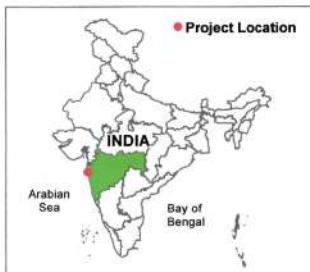 Project Location
INDIA
Arabian
Sea
Bay of
Bengal